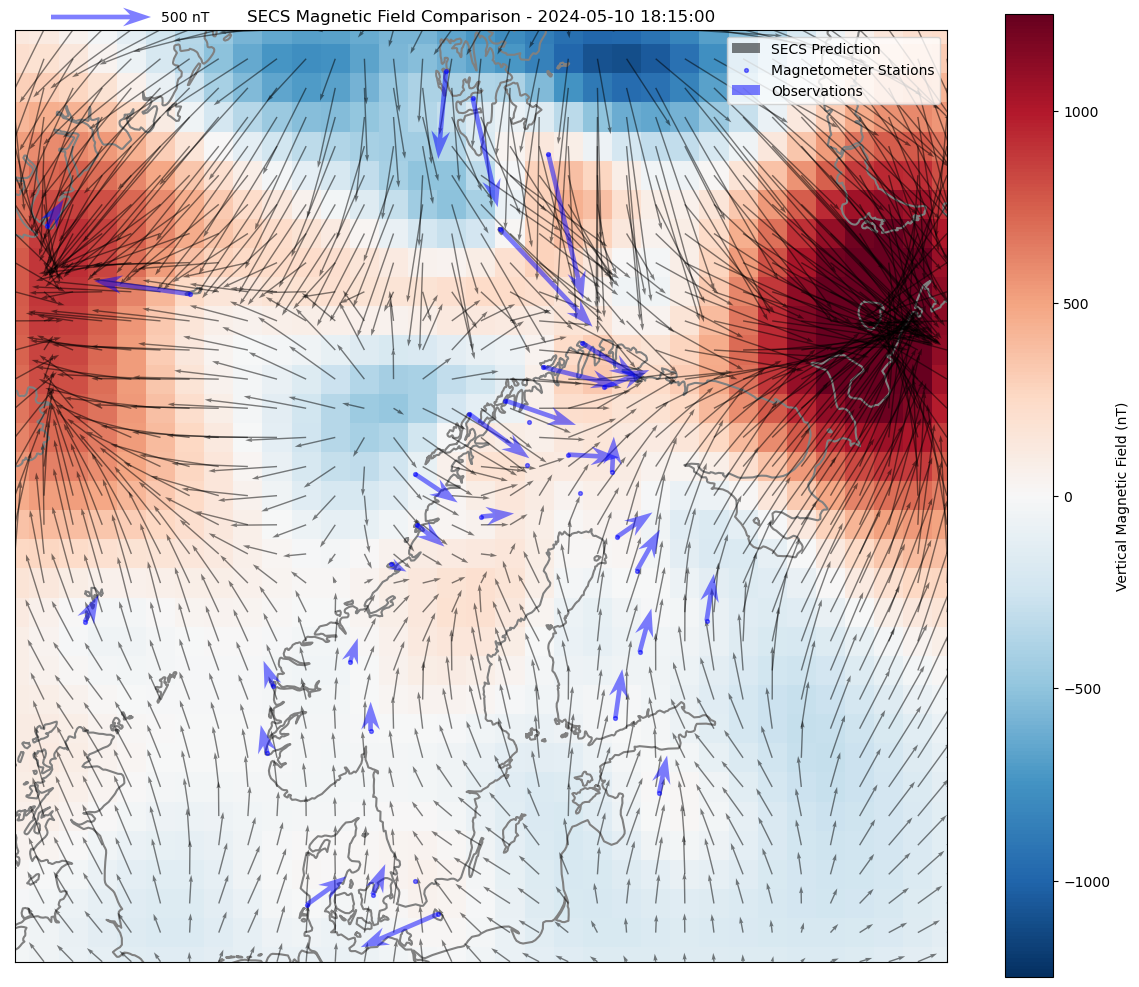 500 nT
SECS Magnetic Field Comparison - 2024-05-10 18:15:00
SECS Prediction
Magnetometer Stations
Observations
1000
500
0
−500
−1000
Vertical Magnetic Field (nT)